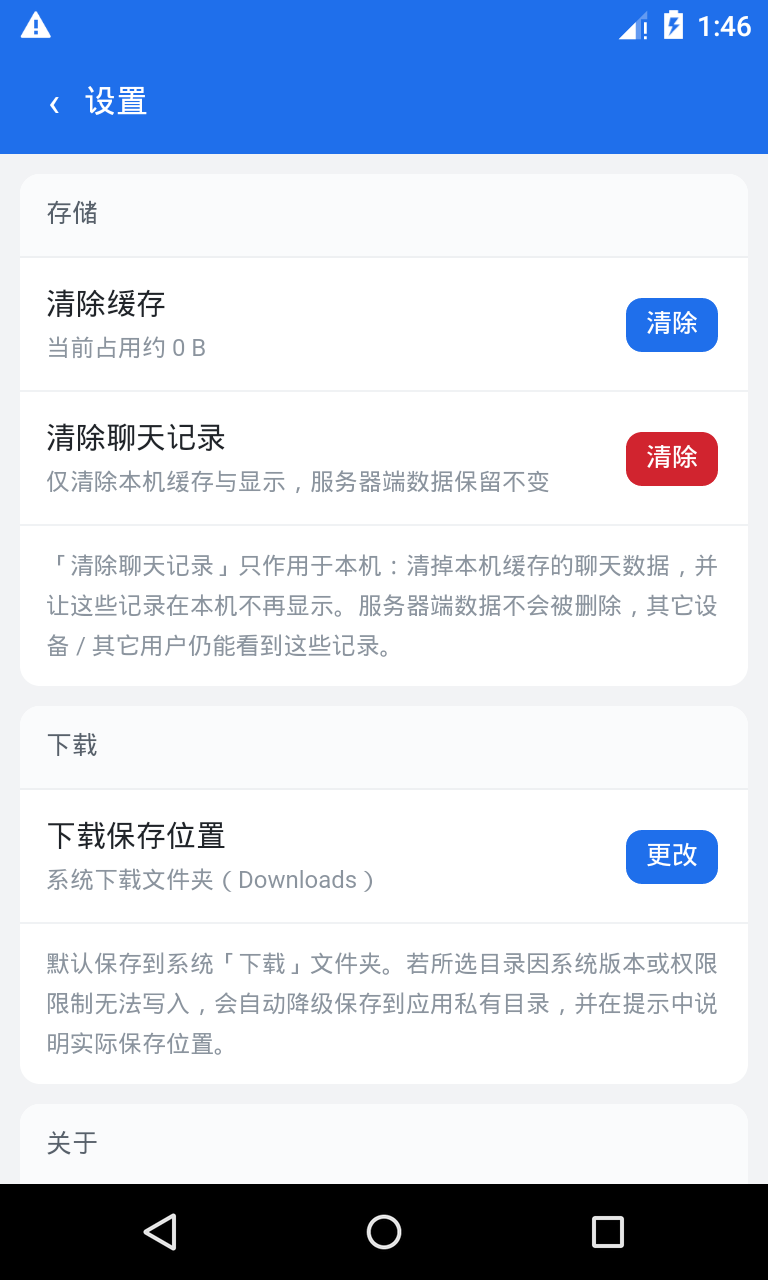 1:46
‹ 设置
存储
清除缓存
当前占用约 0 B
清除
清除聊天记录
仅清除本机缓存与显示，服务器端数据保留不变
清除
「清除聊天记录」只作用于本机：清掉本机缓存的聊天数据，并
让这些记录在本机不再显示。服务器端数据不会被删除，其它设
备 / 其它用户仍能看到这些记录。
下载
下载保存位置
系统下载文件夹（Downloads）
更改
默认保存到系统「下载」文件夹。若所选目录因系统版本或权限
限制无法写入，会自动降级保存到应用私有目录，并在提示中说
明实际保存位置。
关于